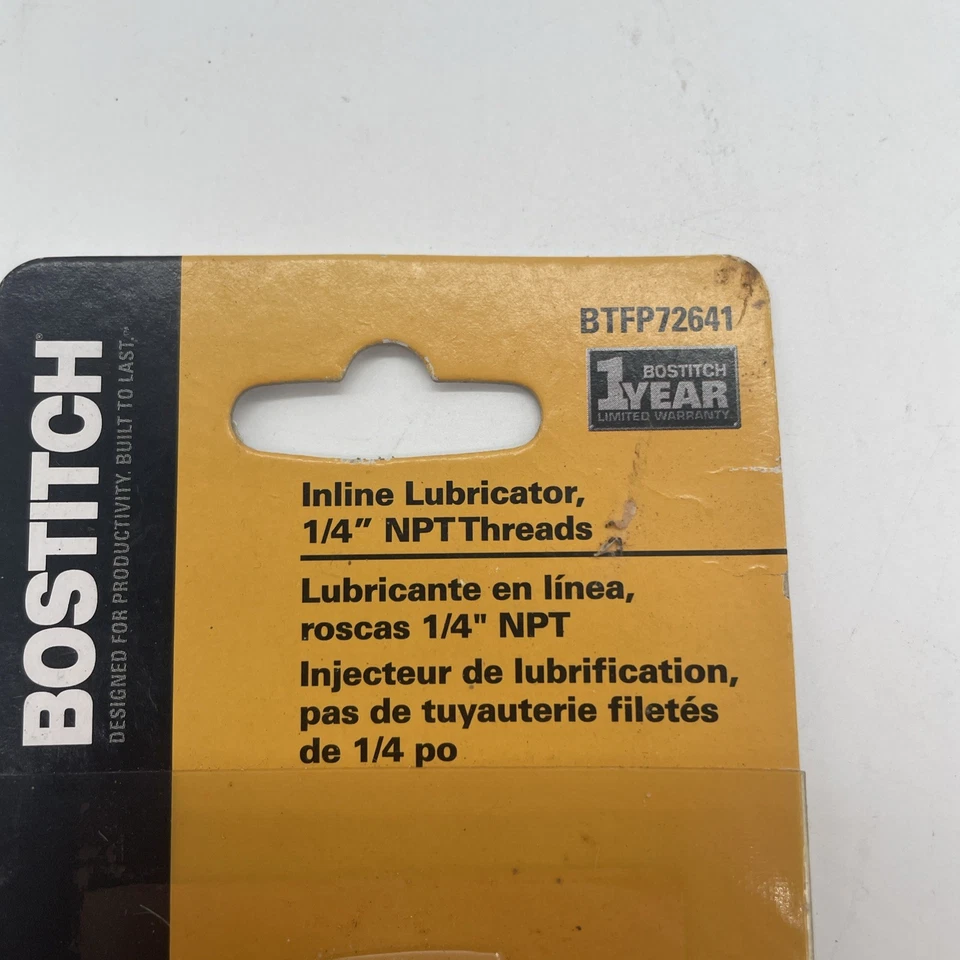 BOSTITCH
DESIGNED FOR PRODUCTIVITY. BUILT TO LAST.™
BTFP72641
1 YEAR BOSTITCH
LIMITED WARRANTY
Inline Lubricator,
1/4” NPT Threads
Lubricante en línea,
roscas 1/4" NPT
Injecteur de lubrification,
pas de tuyauterie filetés
de 1/4 po